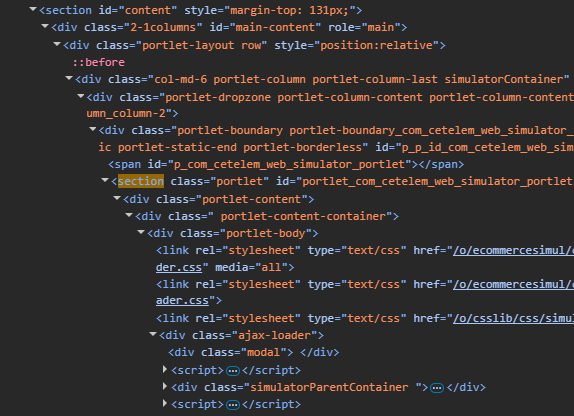 <section id="content" style="margin-top: 131px;">
<div class="2-1columns" id="main-content" role="main">
<div class="portlet-layout row" style="position:relative">
::before
<div class="col-md-6 portlet-column portlet-column-last simulatorContainer"
<div class="portlet-dropzone portlet-column-content portlet-column-content
umn_column-2">
<div class="portlet-boundary portlet-boundary_com_cetelem_web_simulator_
ic portlet-static-end portlet-borderless" id="p_p_id_com_cetelem_web_sim
<span id="p_com_cetelem_web_simulator_portlet"></span>
<section class="portlet" id="portlet_com_cetelem_web_simulator_portlet
<div class="portlet-content">
<div class=" portlet-content-container">
<div class="portlet-body">
<link rel="stylesheet" type="text/css" href="/o/ecommercesimul/
der.css" media="all">
<link rel="stylesheet" type="text/css" href="/o/ecommercesimul/
ader.css">
<link rel="stylesheet" type="text/css" href="/o/csslib/css/simu
<div class="ajax-loader">
<div class="modal"> </div>
<script>…</script>
<div class="simulatorParentContainer ">…</div>
<script>…</script>